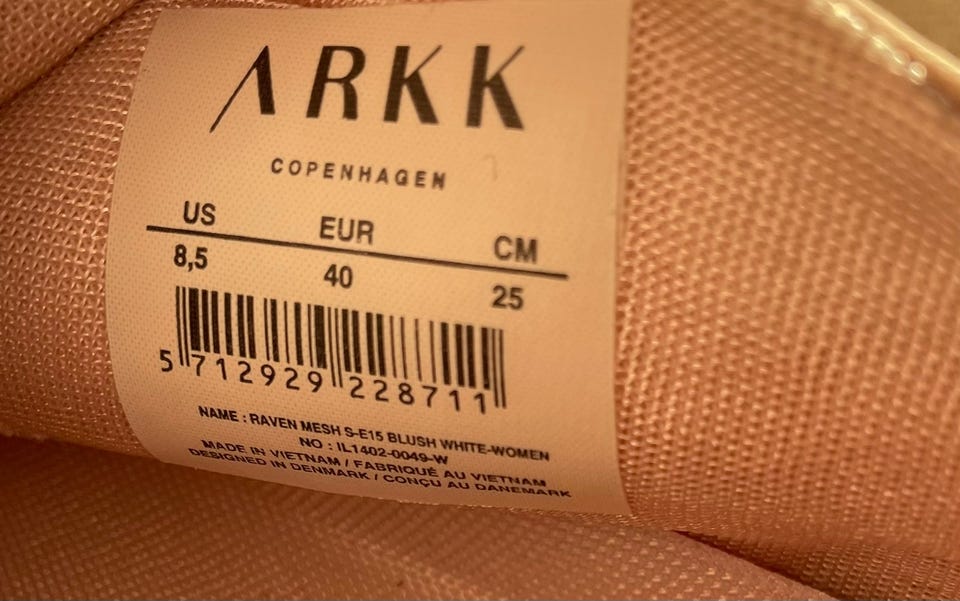 ARKK
COPENHAGEN
US EUR CM
8,5 40 25
5 712929 228711
NAME : RAVEN MESH S-E15 BLUSH WHITE-WOMEN
NO : IL1402-0049-W
MADE IN VIETNAM / FABRIQUÉ AU VIETNAM
DESIGNED IN DENMARK / CONÇU AU DANEMARK